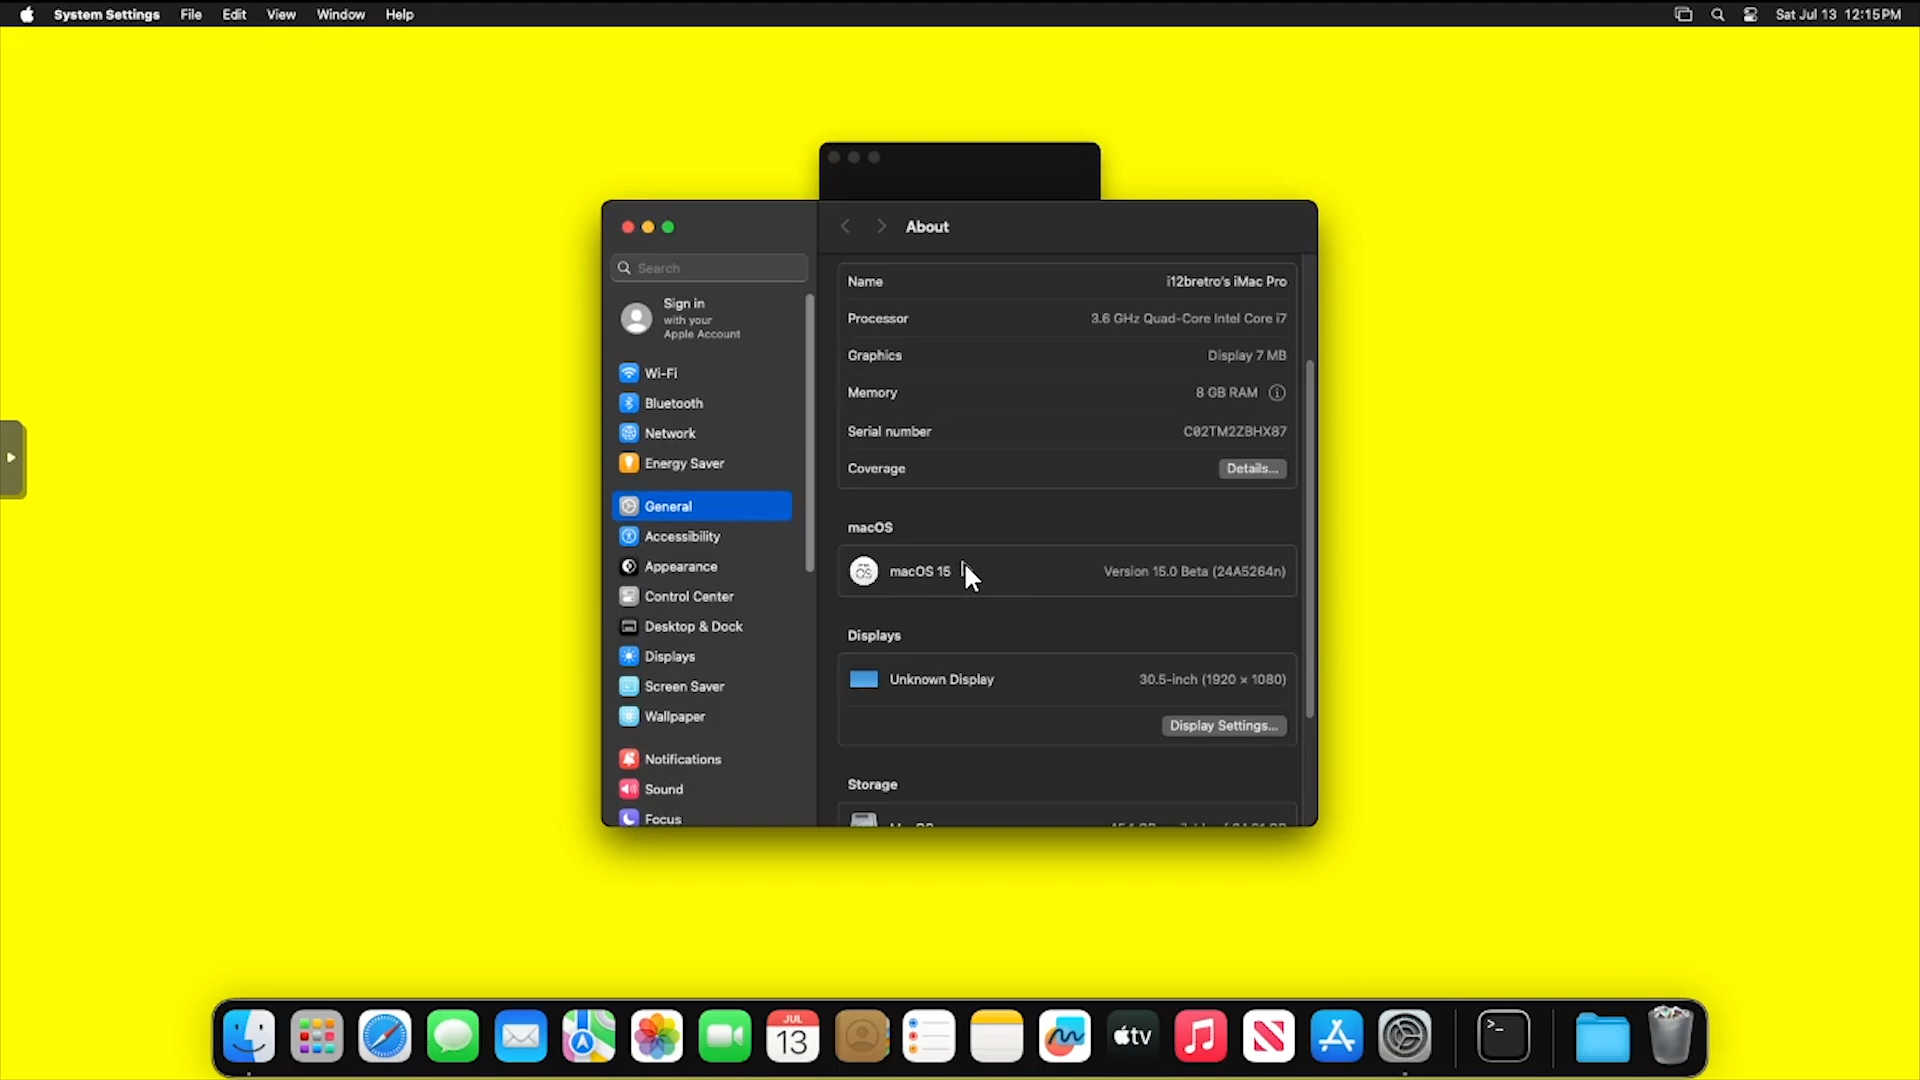 System Settings File Edit View Window Help Sat Jul 13 12:15 PM
About
Search
Sign in
with your
Apple Account
Wi-Fi
Bluetooth
Network
Energy Saver
General
Accessibility
Appearance
Control Center
Desktop & Dock
Displays
Screen Saver
Wallpaper
Notifications
Sound
Focus
Name i12bretro's iMac Pro
Processor 3.6 GHz Quad-Core Intel Core i7
Graphics Display 7 MB
Memory 8 GB RAM
Serial number C02TM2ZBHX87
Coverage Details...
macOS
macOS 15 Version 15.0 Beta (24A5264n)
Displays
Unknown Display 30.5-inch (1920 × 1080)
Display Settings...
Storage
JUL
13
tv